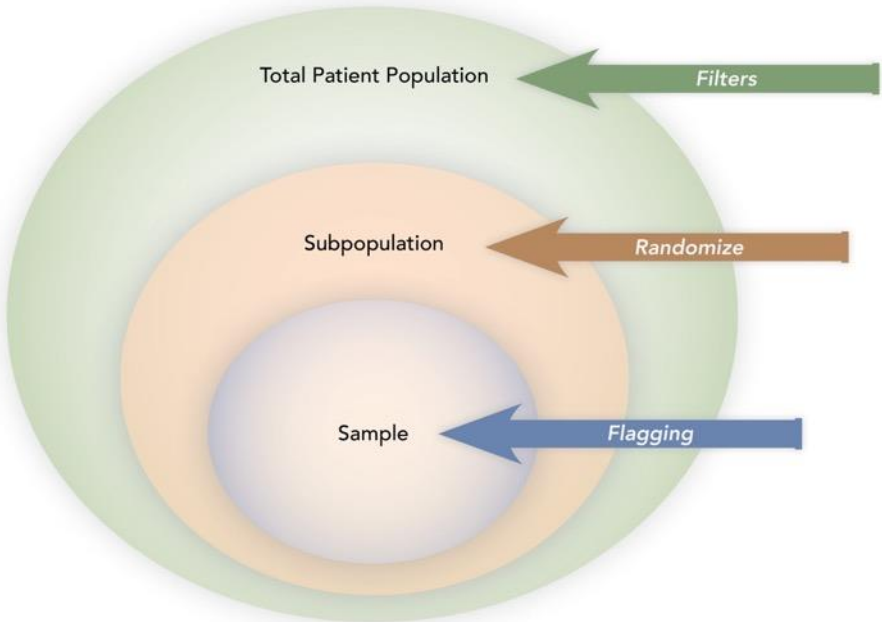 Total Patient Population
Filters
Subpopulation
Randomize
Sample
Flagging